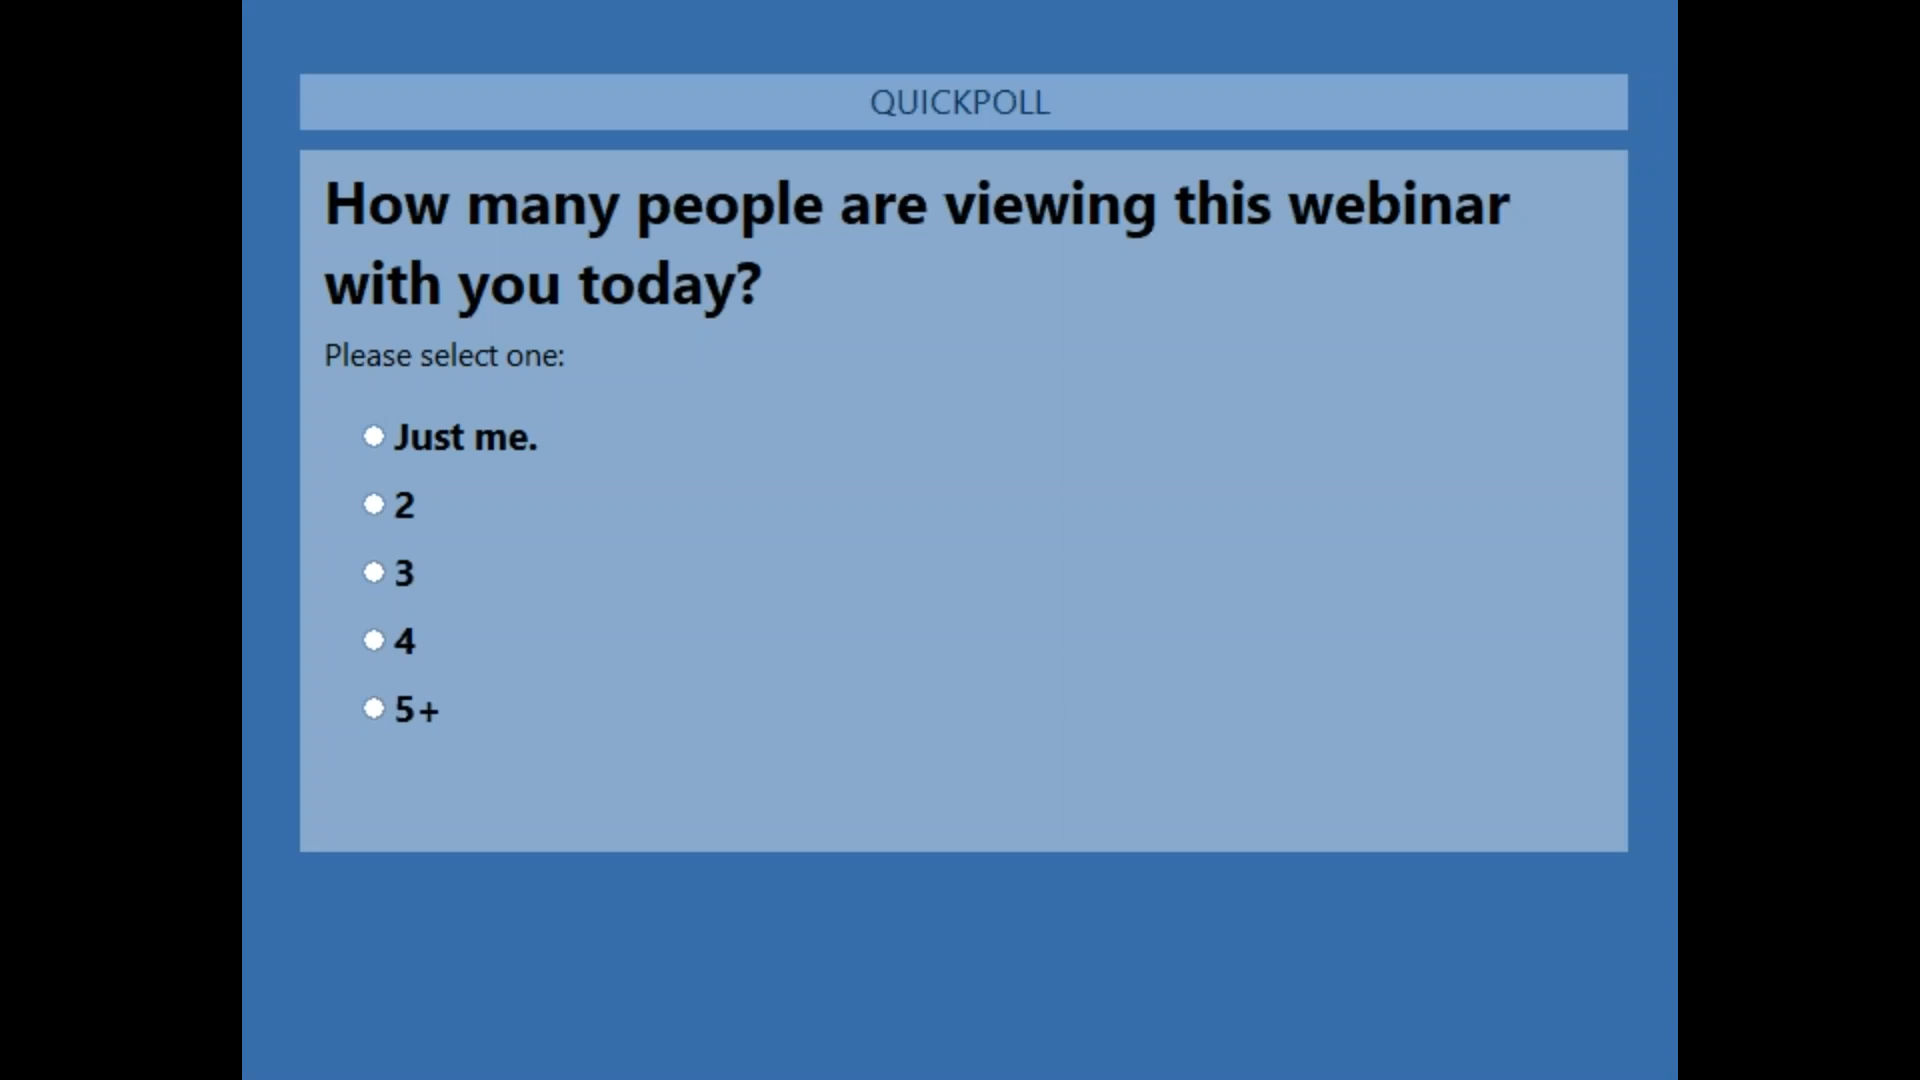 QUICKPOLL
How many people are viewing this webinar
with you today?
Please select one:
Just me.
2
3
4
5+